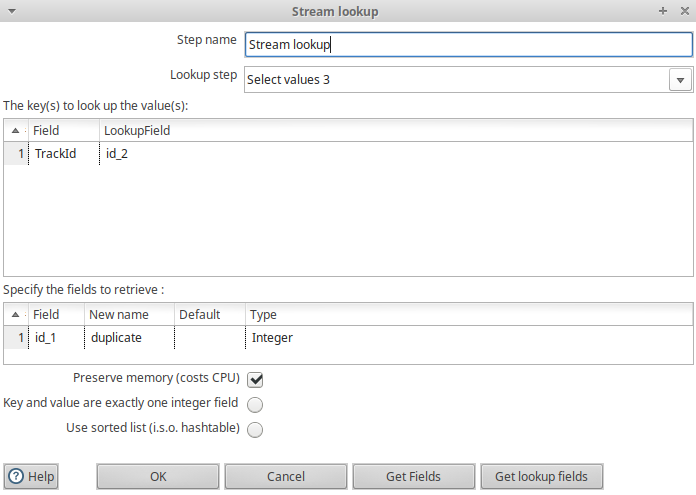 Stream lookup
Step name Stream lookup
Lookup step Select values 3
The key(s) to look up the value(s):
Field LookupField
1 TrackId id_2
Specify the fields to retrieve :
Field New name Default Type
1 id_1 duplicate Integer
Preserve memory (costs CPU)
Key and value are exactly one integer field
Use sorted list (i.s.o. hashtable)
Help OK Cancel Get Fields Get lookup fields